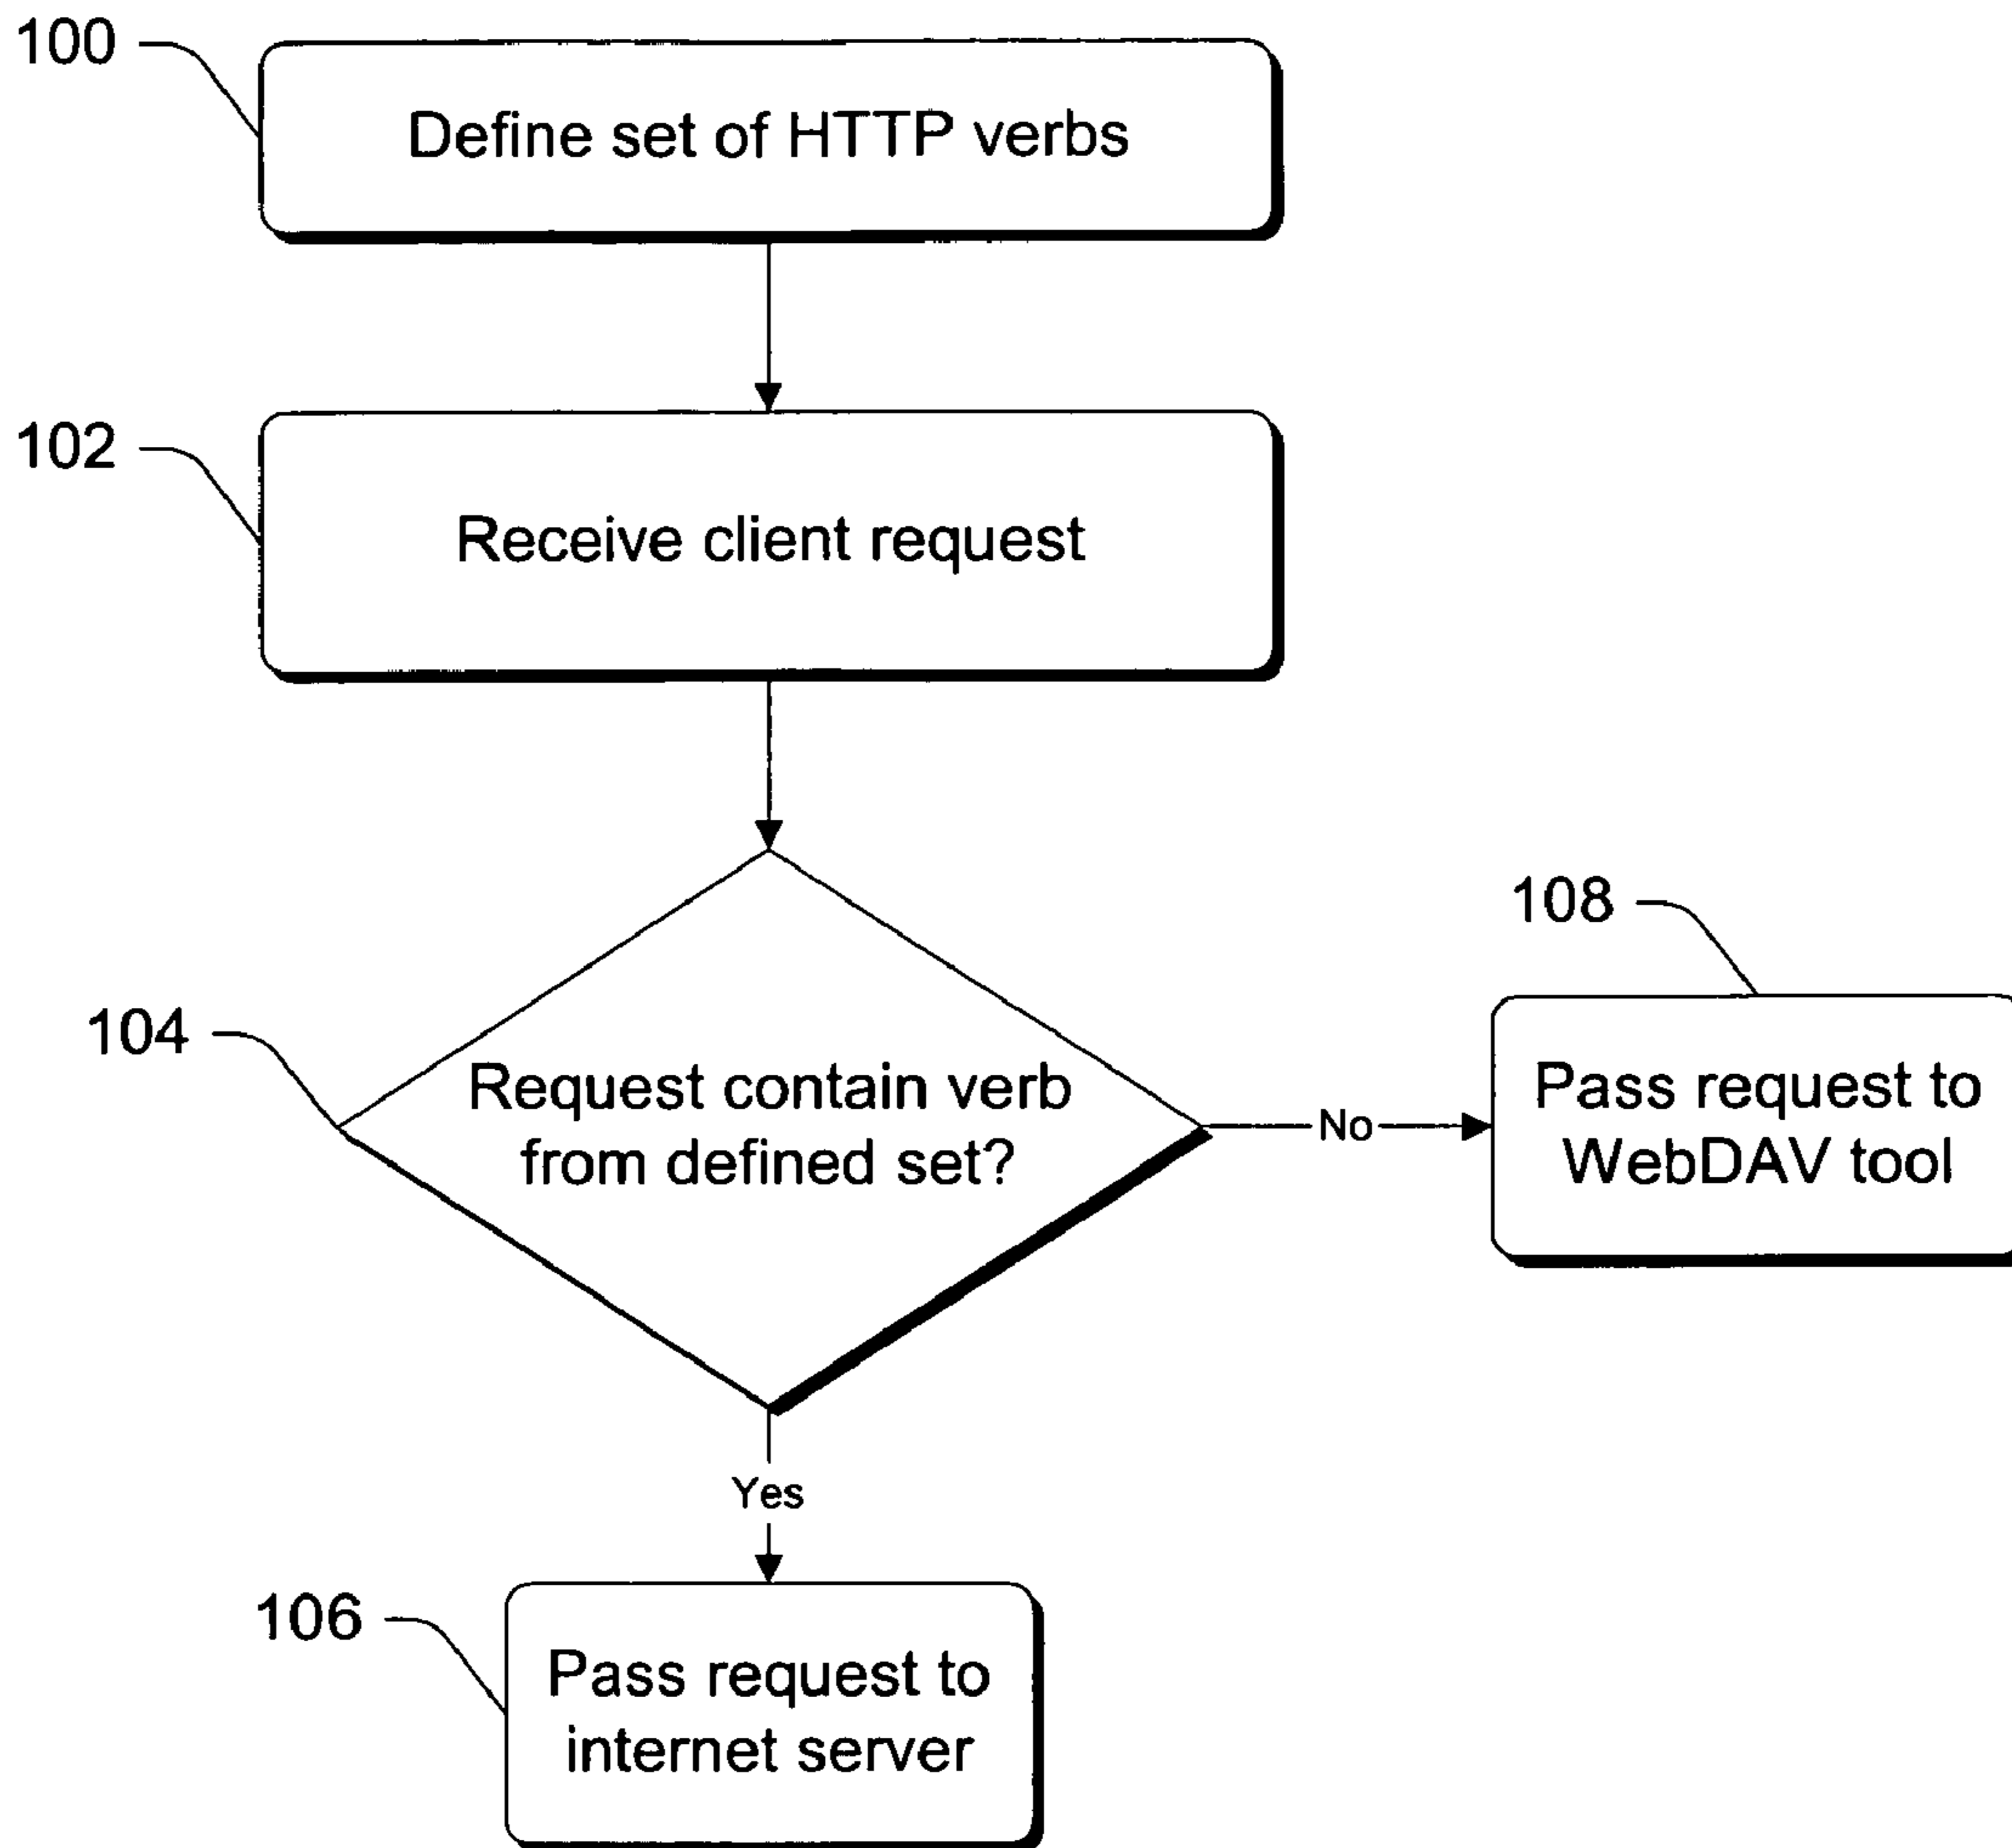 100
Define set of HTTP verbs
102
Receive client request
108
104
Request contain verb
from defined set?
No
Pass request to
WebDAV tool
Yes
106
Pass request to
internet server